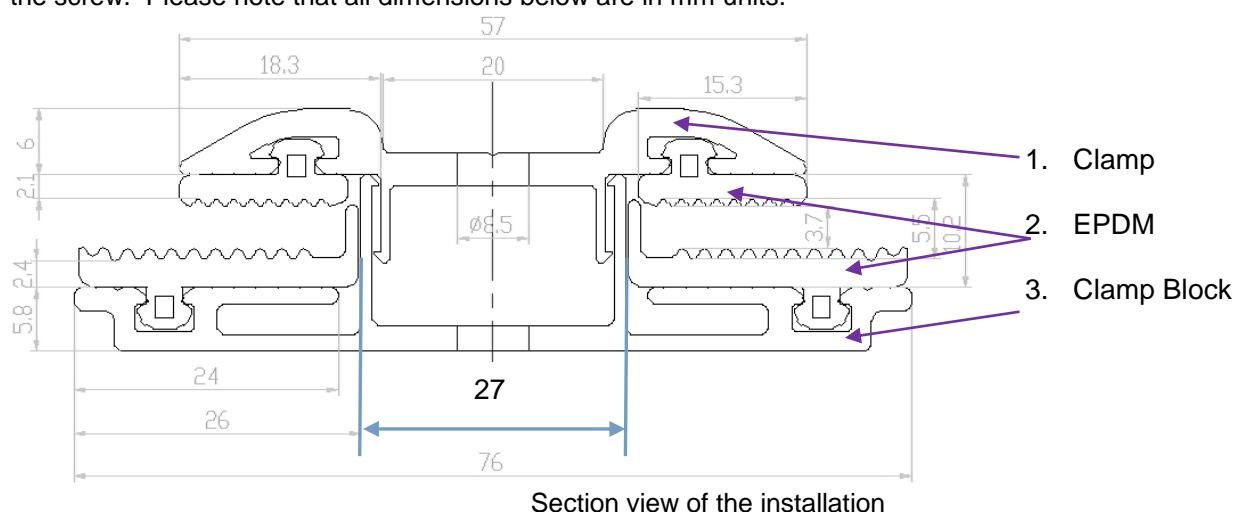 the screw. Please note that all dimensions below are in mm units.
57
18.3
20
15.3
6
2.1
1. Clamp
2. EPDM
3. Clamp Block
ø8.5
3.7
5.5
10.2
2.4
5.8
24
27
26
76
Section view of the installation